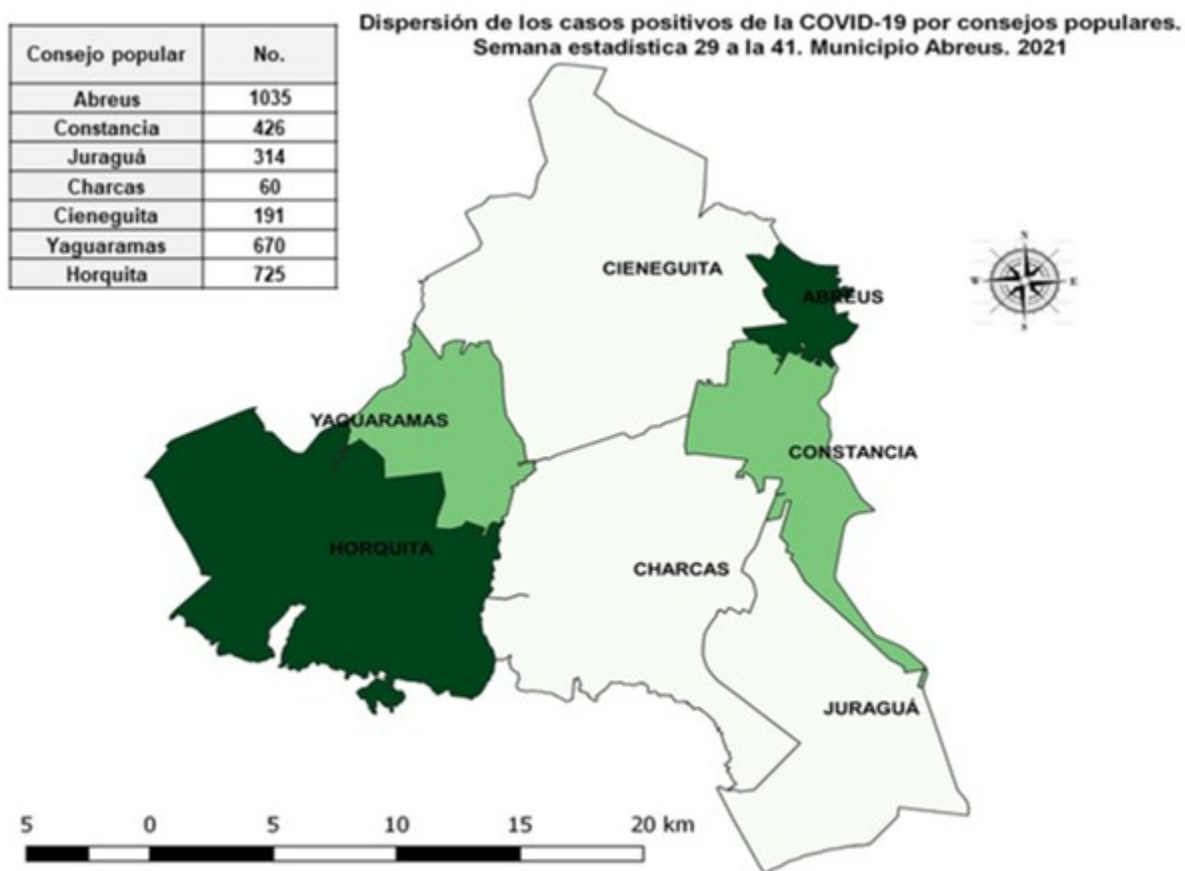 Dispersión de los casos positivos de la COVID-19 por consejos populares.
Semana estadística 29 a la 41. Municipio Abreus. 2021
Consejo popular No.
Abreus 1035
Constancia 426
Juraguá 314
Charcas 60
Cieneguita 191
Yaguaramas 670
Horquita 725
N
W E
S
CIENEGUITA
ABREUS
YAGUARAMAS
CONSTANCIA
HORQUITA
CHARCAS
JURAGUÁ
5 0 5 10 15 20 km